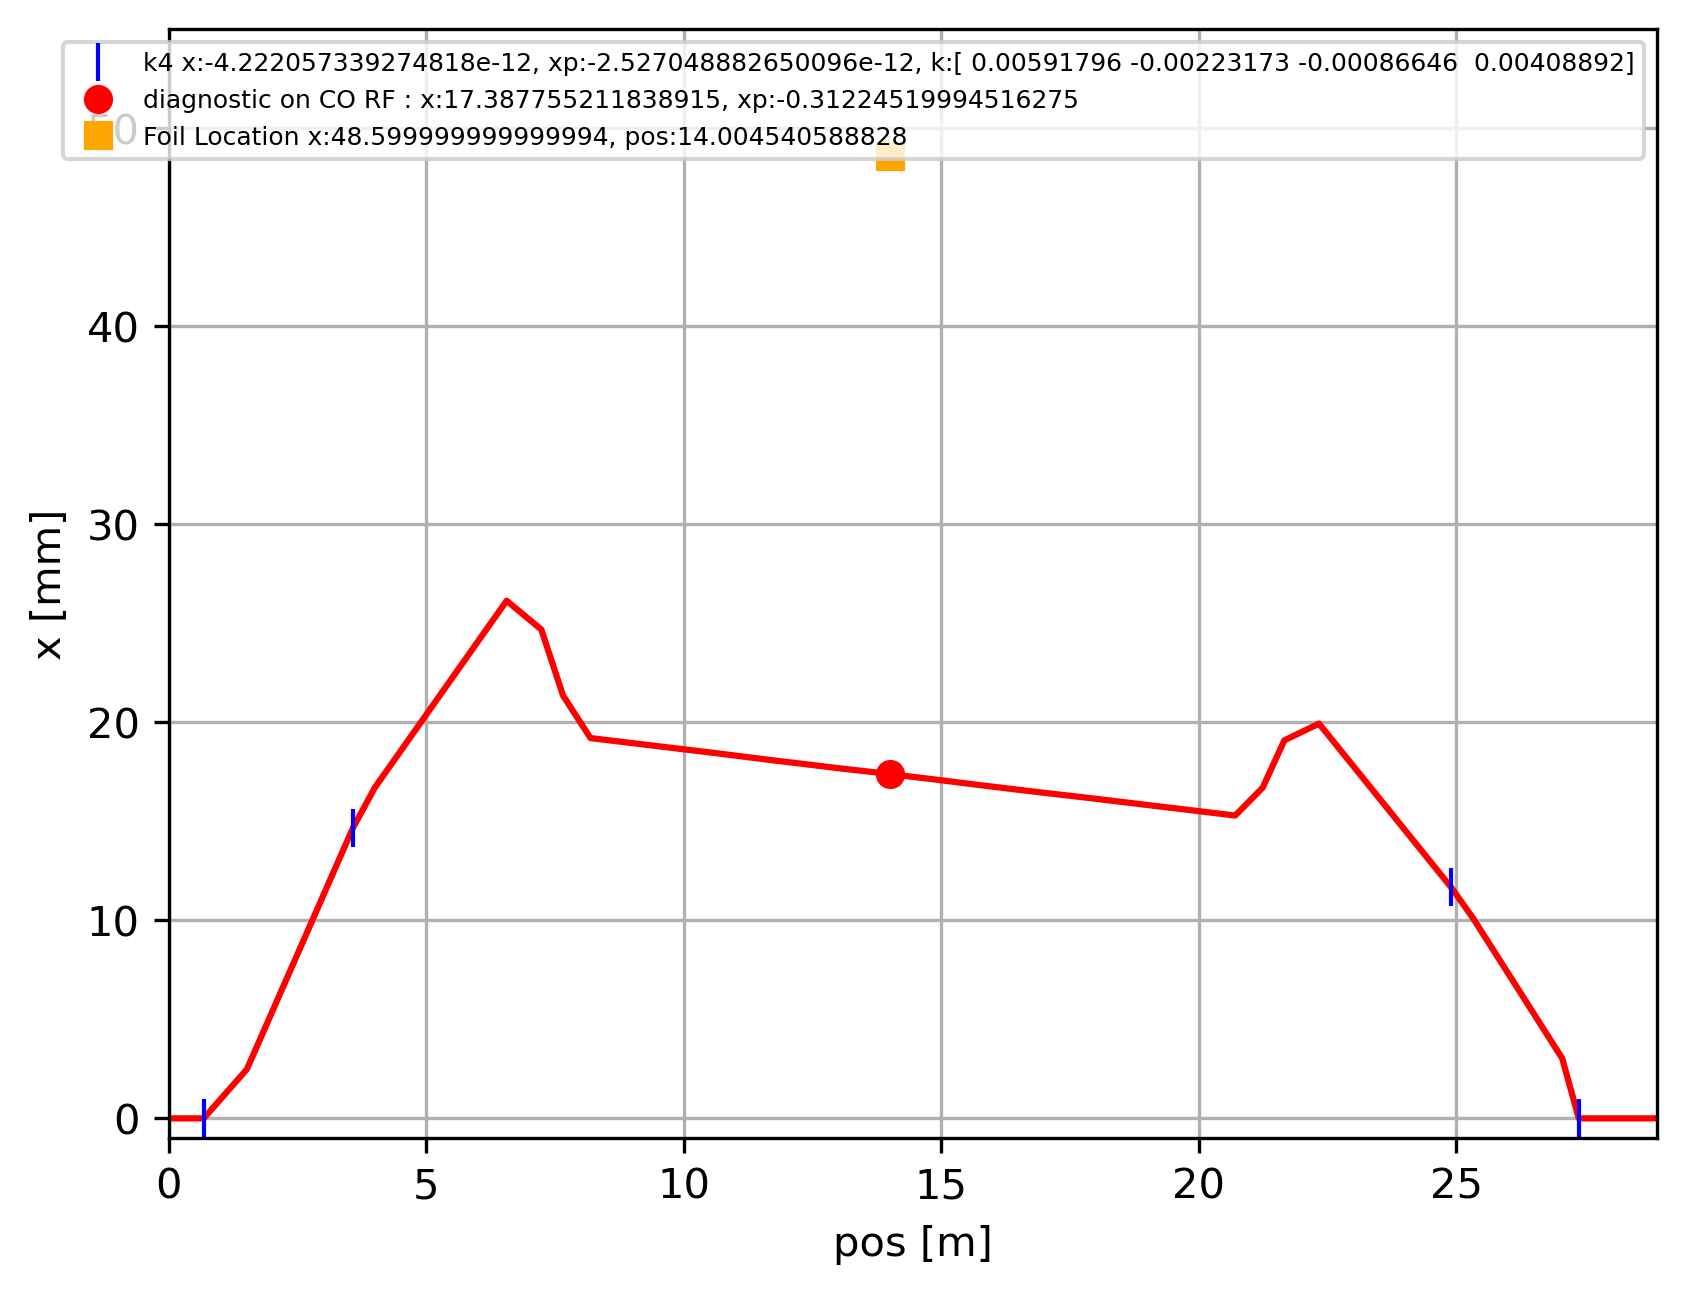 k4 x:-4.222057339274818e-12, xp:-2.527048882650096e-12, k:[ 0.00591796 -0.00223173 -0.00086646  0.00408892]
diagnostic on CO RF : x:17.387755211838915, xp:-0.31224519994516275
Foil Location x:48.599999999999994, pos:14.004540588828
50
40
30
20
10
0
x [mm]
0 5 10 15 20 25
pos [m]